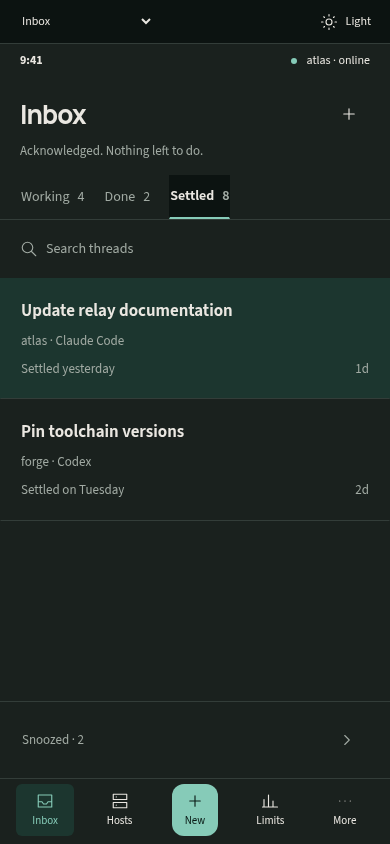 Inbox
Light
9:41
atlas · online
Inbox
Acknowledged. Nothing left to do.
Working 4 Done 2 Settled 8
Search threads
Update relay documentation
atlas · Claude Code
Settled yesterday 1d
Pin toolchain versions
forge · Codex
Settled on Tuesday 2d
Snoozed · 2
Inbox Hosts New Limits More